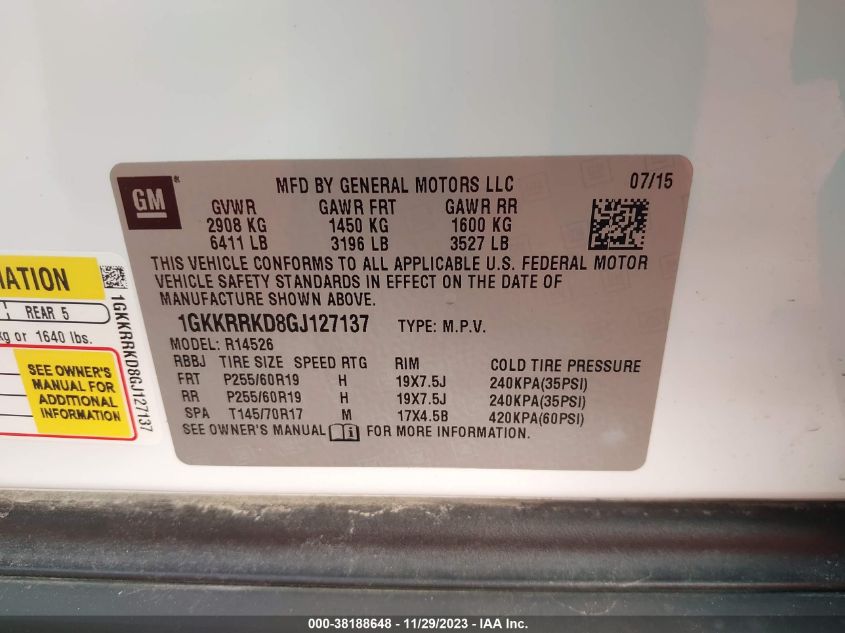 GM®
MFD BY GENERAL MOTORS LLC 07/15
GVWR GAWR FRT GAWR RR
2908 KG 1450 KG 1600 KG
6411 LB 3196 LB 3527 LB
THIS VEHICLE CONFORMS TO ALL APPLICABLE U.S. FEDERAL MOTOR
VEHICLE SAFETY STANDARDS IN EFFECT ON THE DATE OF
MANUFACTURE SHOWN ABOVE.
1GKKRRKD8GJ127137 TYPE: M.P.V.
MODEL: R14526
RBBJ TIRE SIZE SPEED RTG RIM COLD TIRE PRESSURE
FRT P255/60R19 H 19X7.5J 240KPA(35PSI)
RR P255/60R19 H 19X7.5J 240KPA(35PSI)
SPA T145/70R17 M 17X4.5B 420KPA(60PSI)
SEE OWNER'S MANUAL FOR MORE INFORMATION.
MATION
REAR 5
kg or 1640 lbs.
SEE OWNER'S
MANUAL FOR
ADDITIONAL
INFORMATION
1GKKRRKD8GJ127137
000-38188648 - 11/29/2023 - IAA Inc.